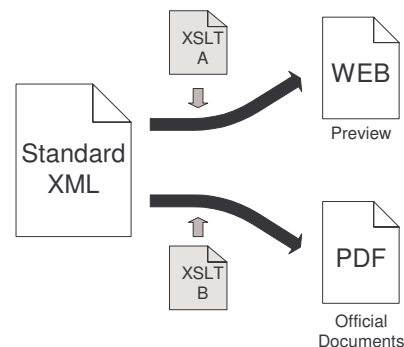 XSLT
A
WEB
Preview
Standard
XML
XSLT
B
PDF
Official
Documents